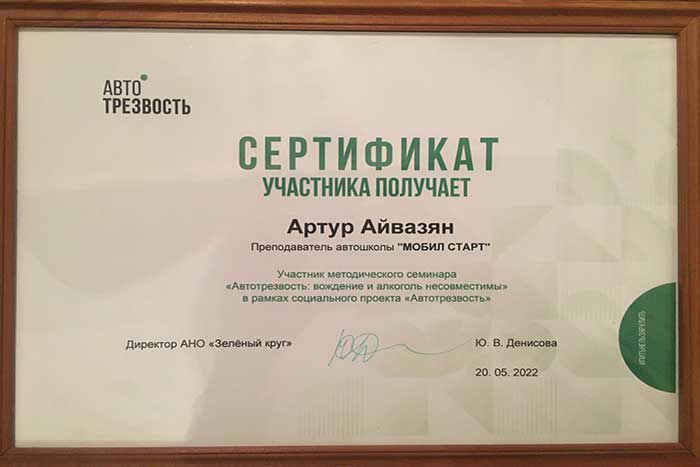 АВТО
ТРЕЗВОСТЬ
СЕРТИФИКАТ
УЧАСТНИКА ПОЛУЧАЕТ
Артур Айвазян
Преподаватель автошколы "МОБИЛ СТАРТ"
Участник методического семинара
«Автотрезвость: вождение и алкоголь несовместимы»
в рамках социального проекта «Автотрезвость»
Директор АНО «Зелёный круг»
Ю. В. Денисова
20. 05. 2022
#ПИТЬНЕЛЬЗЯРУЛИТЬ